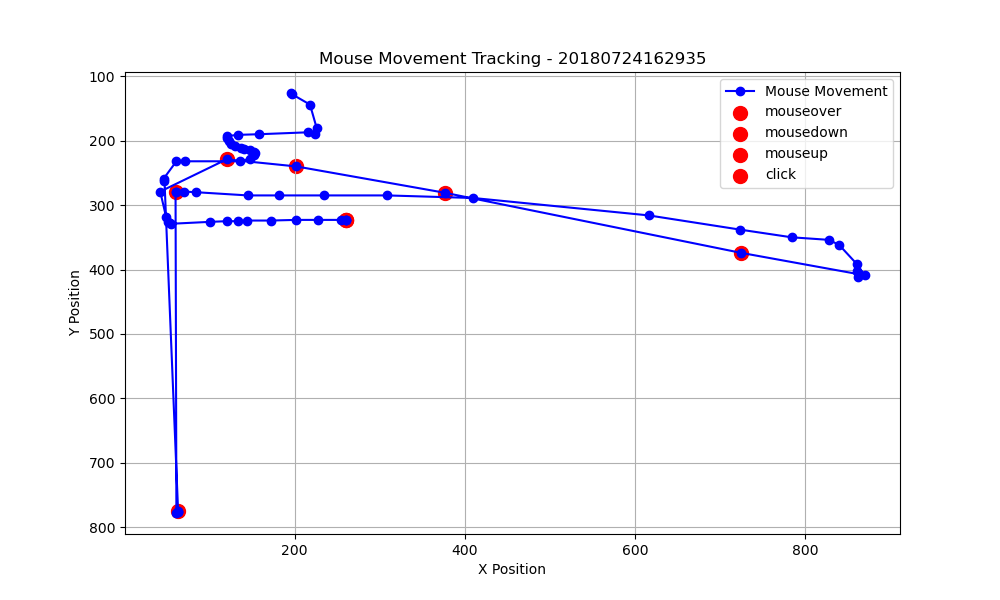 Mouse Movement Tracking - 20180724162935
Mouse Movement
mouseover
mousedown
mouseup
click
Y Position
100
200
300
400
500
600
700
800
200
400
600
800
X Position